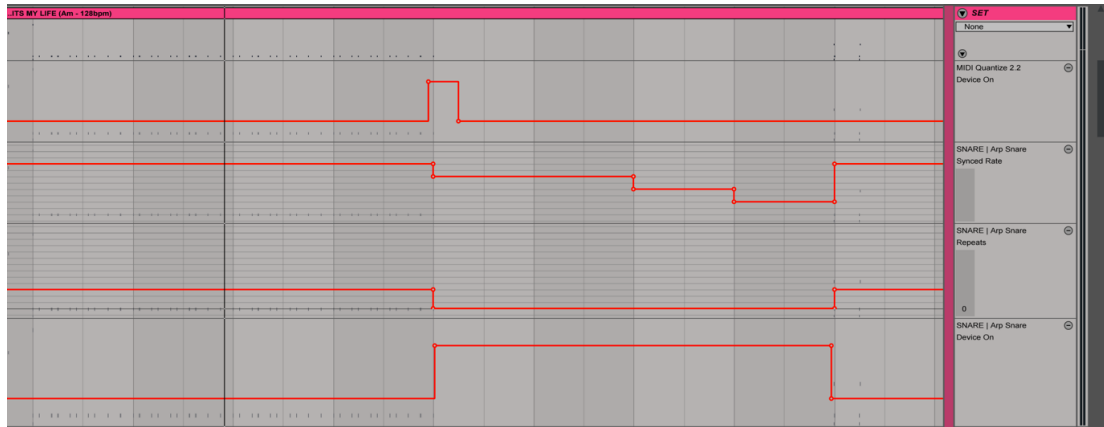 ..ITS MY LIFE (Am - 128bpm)
SET
None
MIDI Quantize 2.2
Device On
SNARE | Arp Snare
Synced Rate
SNARE | Arp Snare
Repeats
0
SNARE | Arp Snare
Device On